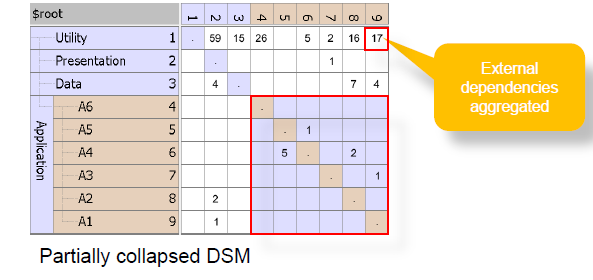 $root 1 2 3 4 5 6 7 8 9
Utility 1 . 59 15 26 5 2 16 17
Presentation 2 . 1
Data 3 4 . 7 4
Application
A6 4 .
A5 5 . 1
A4 6 5 . 2
A3 7 . 1
A2 8 2 .
A1 9 1 .
External
dependencies
aggregated
Partially collapsed DSM